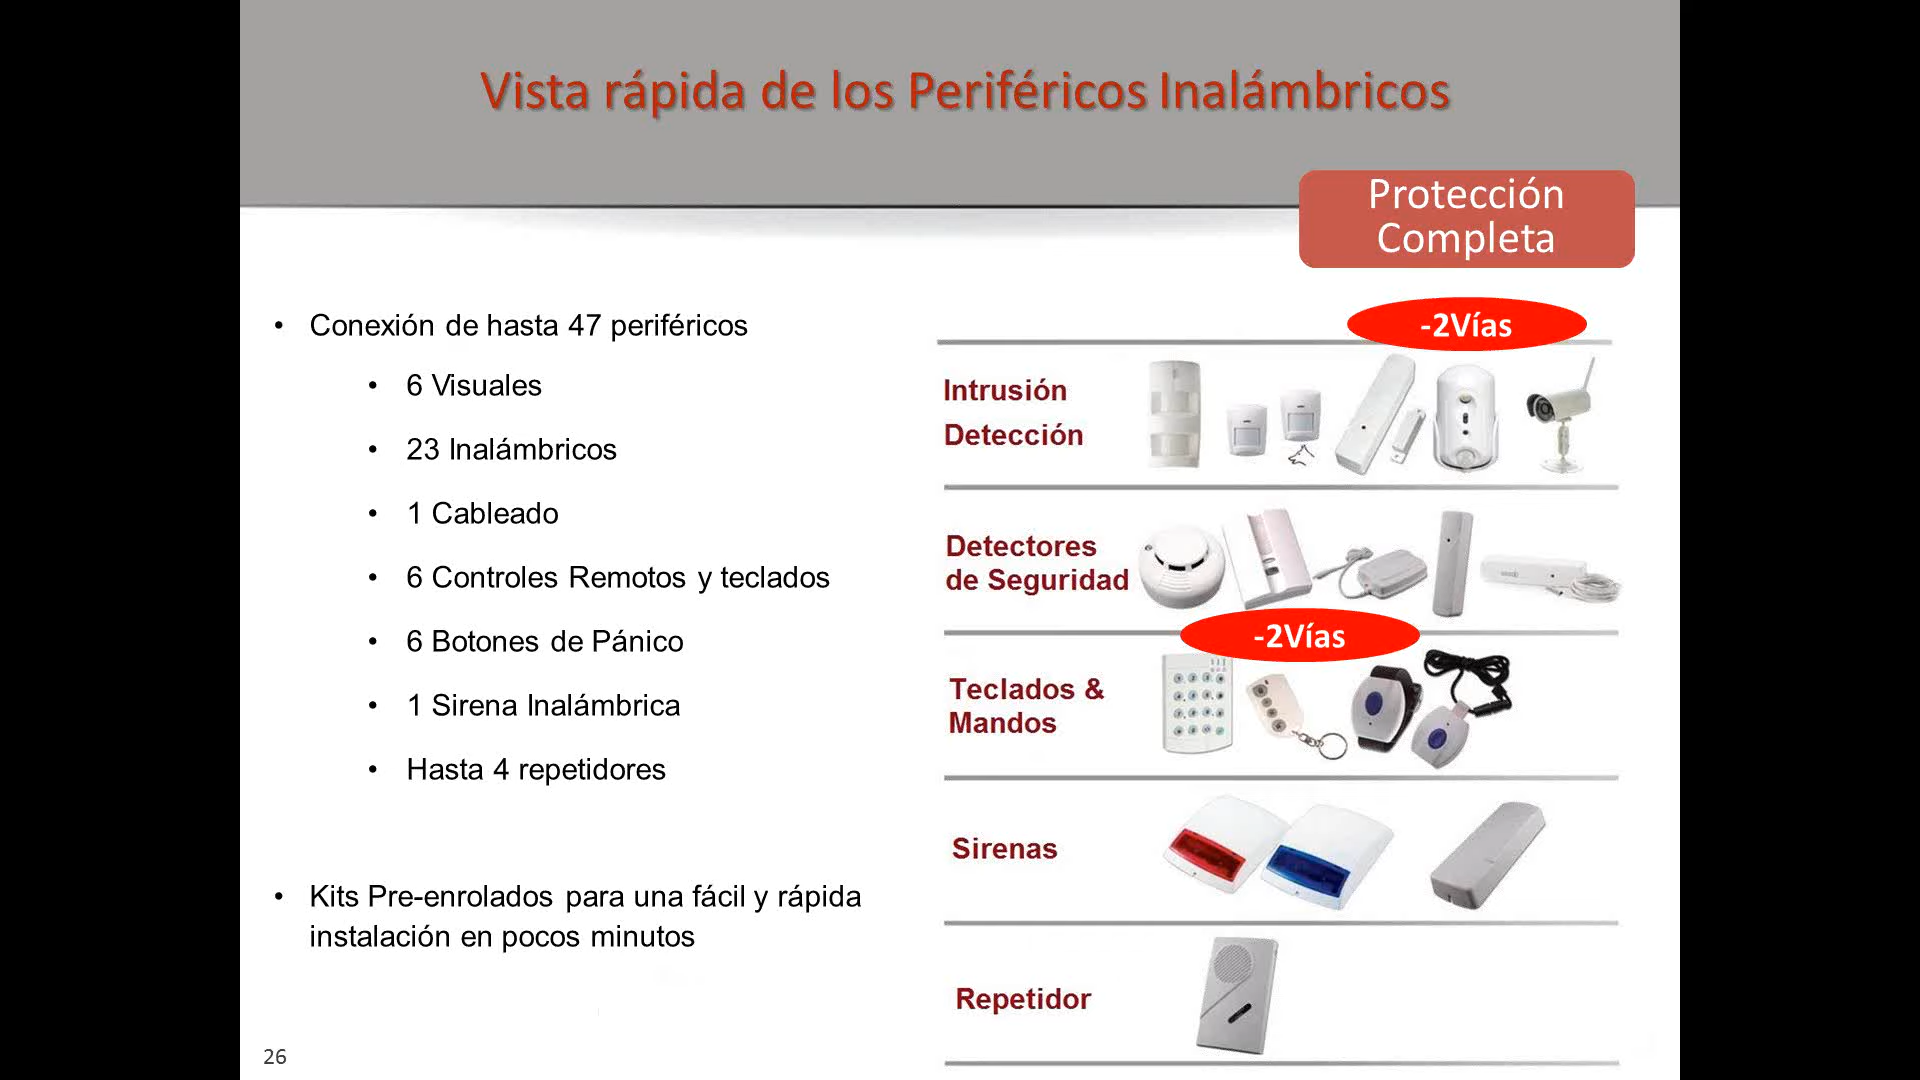 Vista rápida de los Periféricos Inalámbricos
Protección
Completa
• Conexión de hasta 47 periféricos
• 6 Visuales
• 23 Inalámbricos
• 1 Cableado
• 6 Controles Remotos y teclados
• 6 Botones de Pánico
• 1 Sirena Inalámbrica
• Hasta 4 repetidores
• Kits Pre-enrolados para una fácil y rápida
instalación en pocos minutos
-2Vías
Intrusión
Detección
Detectores
de Seguridad
-2Vías
Teclados &
Mandos
Sirenas
Repetidor
26